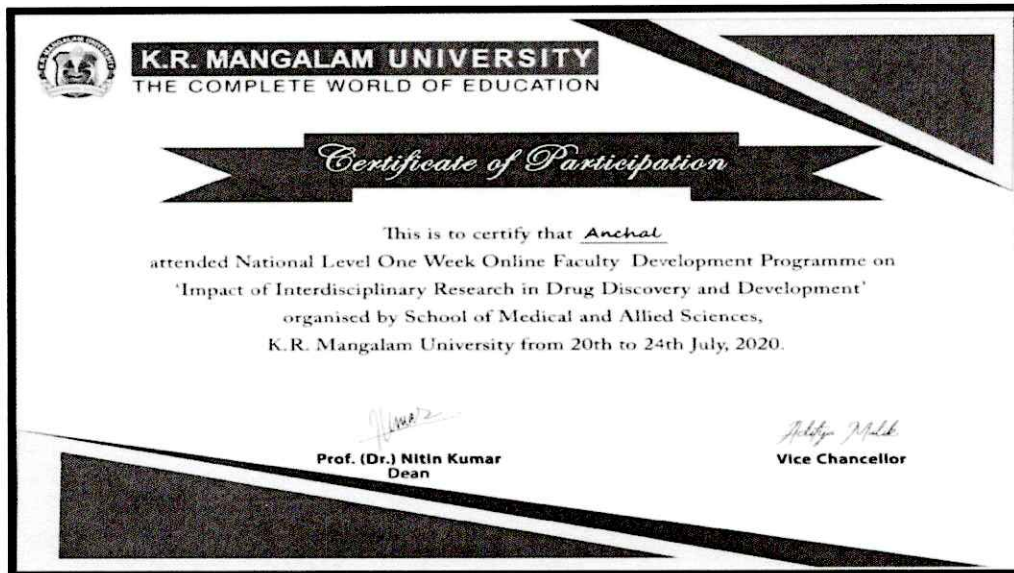 K.R. MANGALAM UNIVERSITY
THE COMPLETE WORLD OF EDUCATION
Certificate of Participation
This is to certify that Anchal
attended National Level One Week Online Faculty Development Programme on
'Impact of Interdisciplinary Research in Drug Discovery and Development'
organised by School of Medical and Allied Sciences,
K.R. Mangalam University from 20th to 24th July, 2020.
Aditya Malik
Prof. (Dr.) Nitin Kumar
Dean
Vice Chancellor